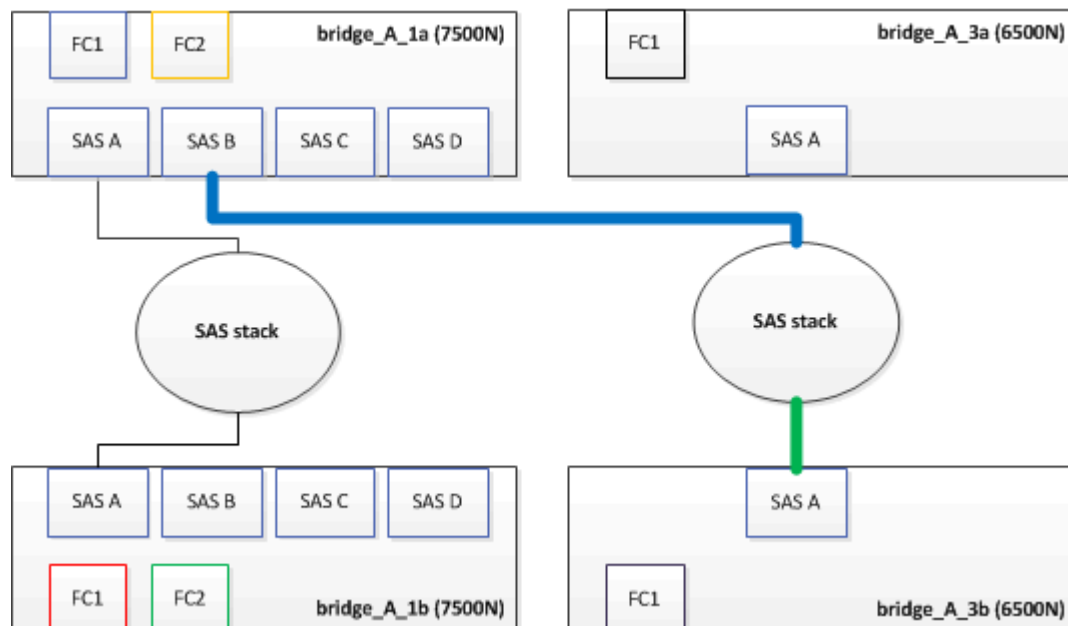 bridge_A_1a (7500N)
FC1
FC2
SAS A
SAS B
SAS C
SAS D
bridge_A_3a (6500N)
FC1
SAS A
SAS stack
SAS stack
SAS A
SAS B
SAS C
SAS D
FC1
FC2
bridge_A_1b (7500N)
SAS A
FC1
bridge_A_3b (6500N)